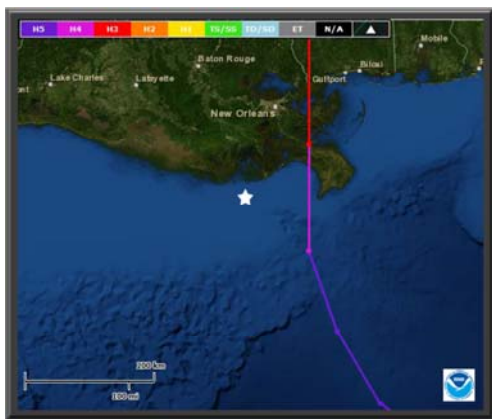 H5 H4 H3 H2 H1 TS/SS TD/SD ET N/A
Mobile
Baton Rouge
Biloxi
Lake Charles
Lafayette
Gulfport
ont
New Orleans
200 km
100 mi